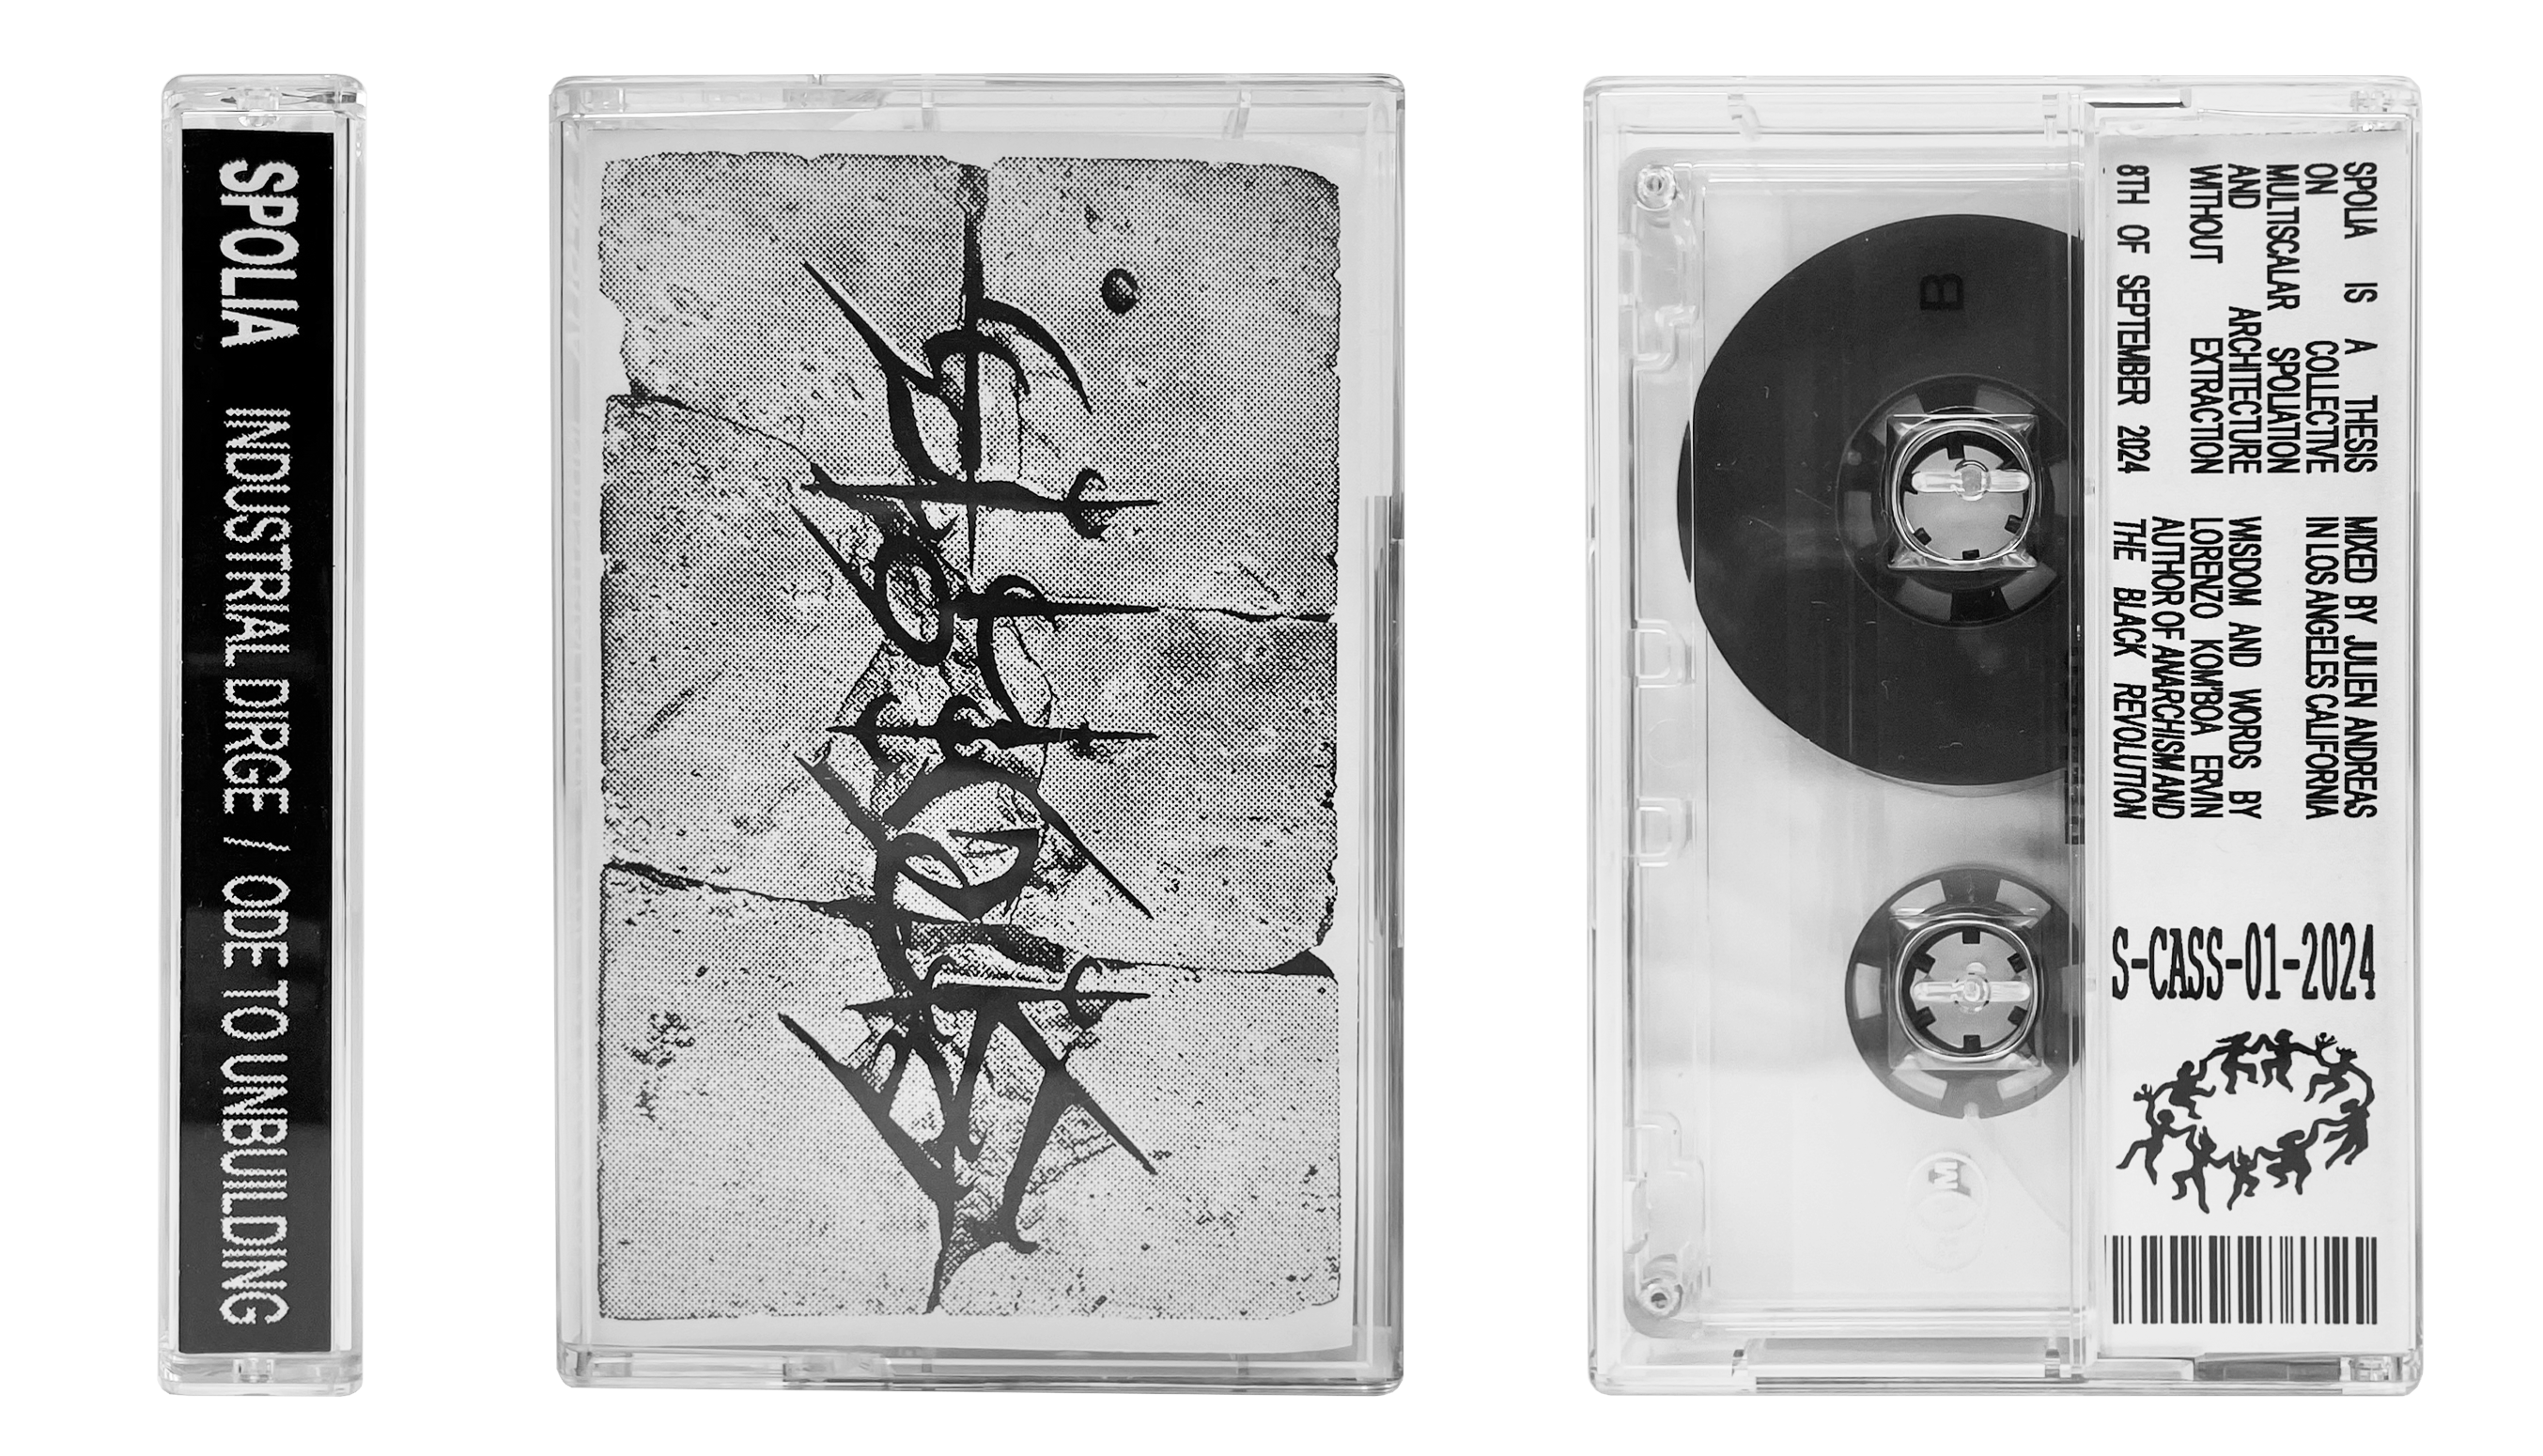 SPOLIA INDUSTRIAL DIRGE / ODE TO UNBUILDING
B
SPOLIA IS A THESIS
ON COLLECTIVE
MULTISCALAR SPOLIATION
AND ARCHITECTURE
WITHOUT EXTRACTION
8TH OF SEPTEMBER 2024
MIXED BY JULIEN ANDREAS
IN LOS ANGELES CALIFORNIA
WISDOM AND WORDS BY
LORENZO KOM'BOA ERVIN
AUTHOR OF ANARCHISM AND
THE BLACK REVOLUTION
S-CASS-01-2024